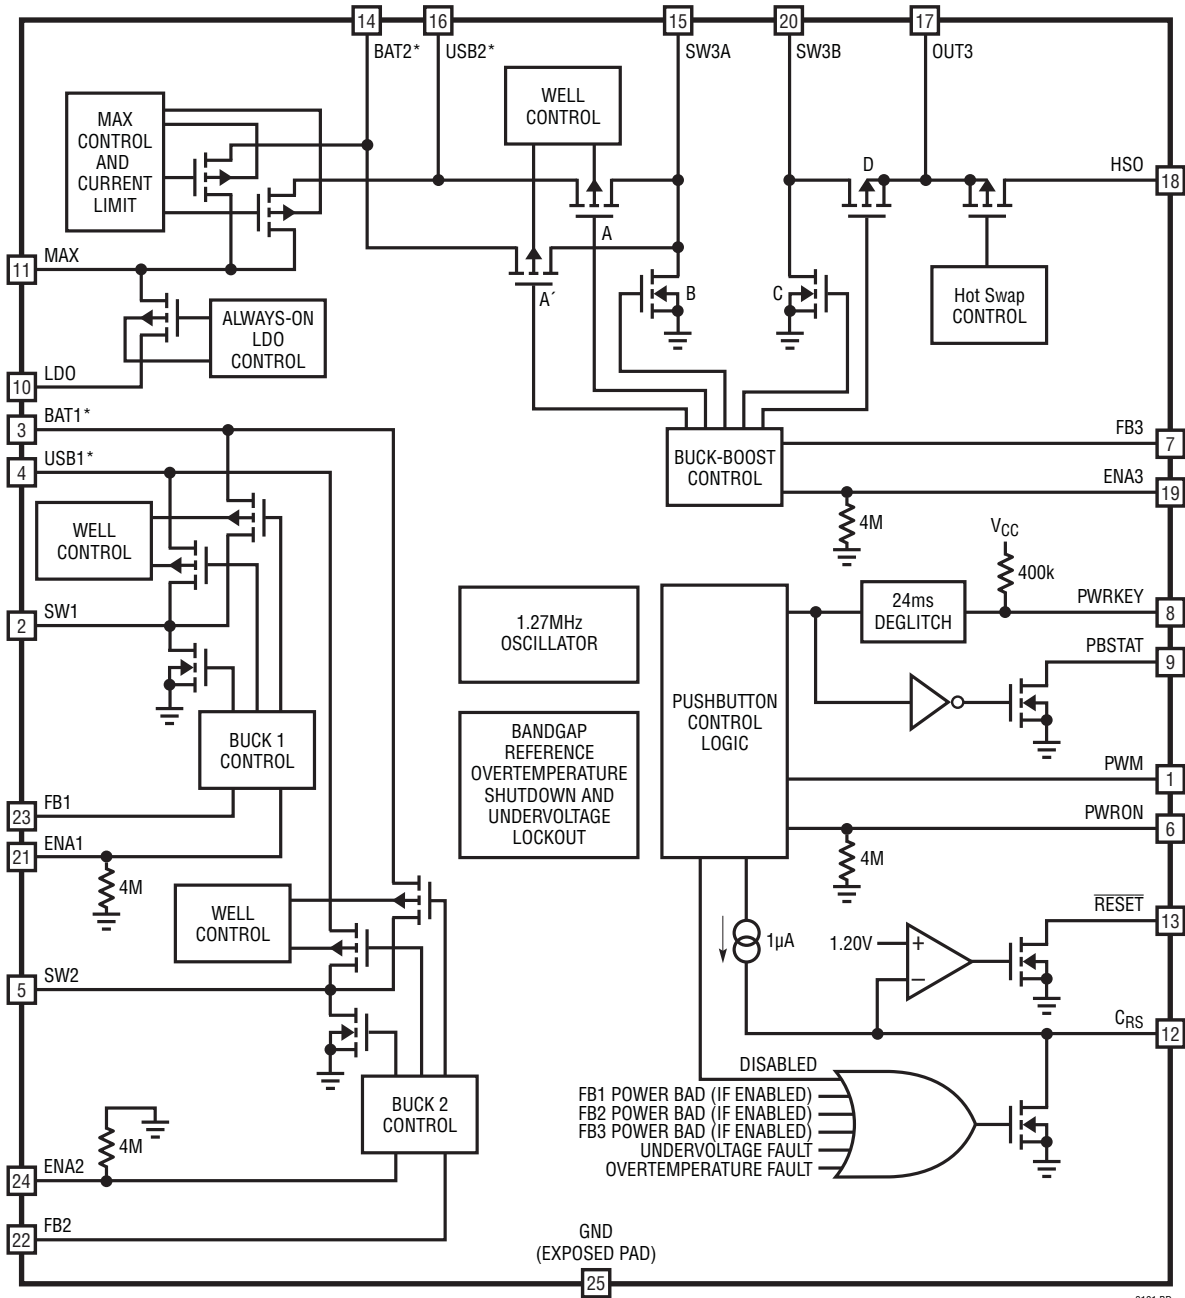 14
16
15
20
17
BAT2*
USB2*
SW3A
SW3B
OUT3
MAX
CONTROL
AND
CURRENT
LIMIT
WELL
CONTROL
D
HSO
18
A
11
MAX
A´
B
C
Hot Swap
CONTROL
ALWAYS-ON
LDO
CONTROL
10
LDO
3
BAT1*
4
USB1*
BUCK-BOOST
CONTROL
FB3
7
ENA3
19
4M
WELL
CONTROL
VCC
400k
2
SW1
1.27MHz
OSCILLATOR
24ms
DEGLITCH
PWRKEY
8
PBSTAT
9
PUSHBUTTON
CONTROL
LOGIC
BUCK 1
CONTROL
BANDGAP
REFERENCE
OVERTEMPERATURE
SHUTDOWN AND
UNDERVOLTAGE
LOCKOUT
PWM
1
23
FB1
PWRON
6
21
ENA1
4M
4M
WELL
CONTROL
RESET
13
1µA
1.20V
+
–
5
SW2
CRS
12
DISABLED
FB1 POWER BAD (IF ENABLED)
FB2 POWER BAD (IF ENABLED)
FB3 POWER BAD (IF ENABLED)
UNDERVOLTAGE FAULT
OVERTEMPERATURE FAULT
BUCK 2
CONTROL
4M
24
ENA2
22
FB2
GND
(EXPOSED PAD)
25